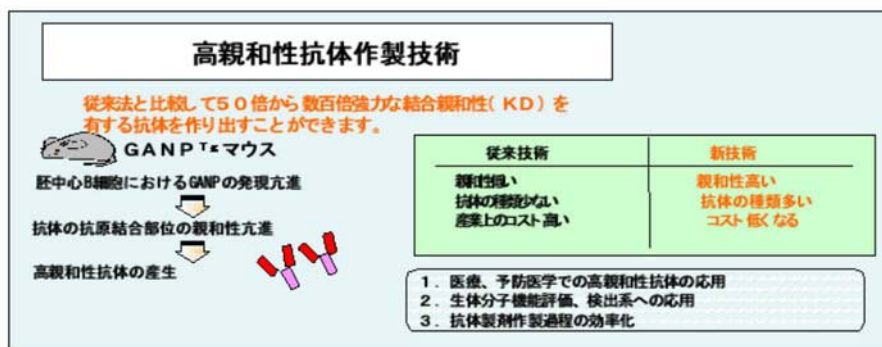 高親和性抗体作製技術
従来法と比較して50倍から数百倍強力な結合親和性(KD)を
有する抗体を作り出すことができます。
GANP Tgマウス
胚中心B細胞におけるGANPの発現亢進
抗体の抗原結合部位の親和性亢進
高親和性抗体の産生
従来技術 新技術
親和性低い 親和性高い
抗体の種類少ない 抗体の種類多い
産業上のコスト高い コスト低くなる
1.医療、予防医学での高親和性抗体の応用
2.生体分子機能評価、検出系への応用
3.抗体製剤作製過程の効率化